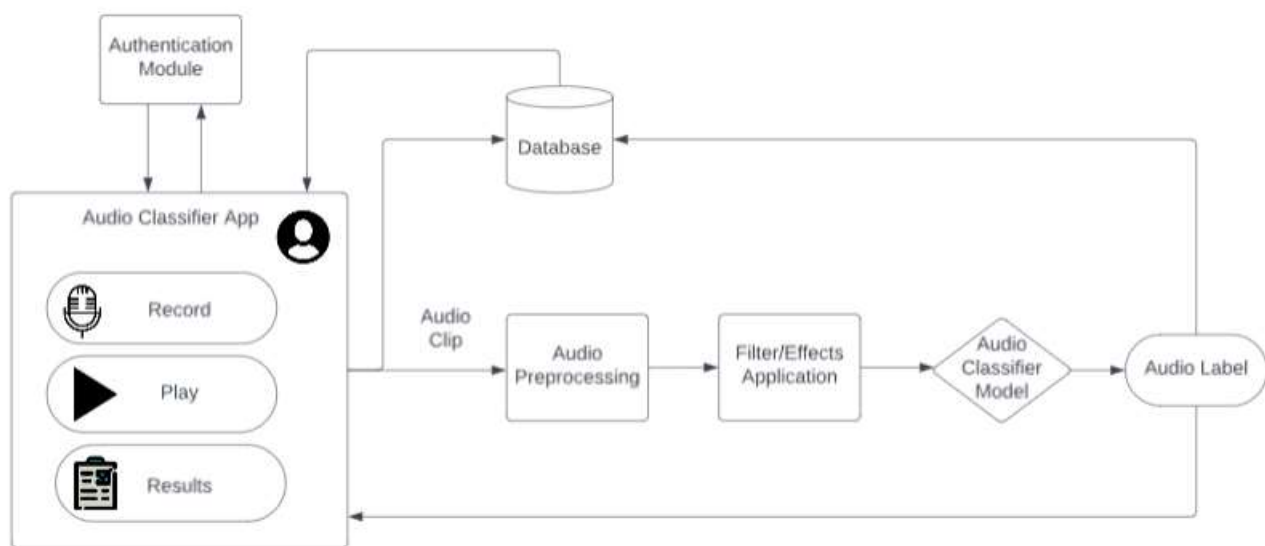 Authentication
Module
Database
Audio Classifier App
Record
Play
Results
Audio
Clip
Audio
Preprocessing
Filter/Effects
Application
Audio
Classifier
Model
Audio Label